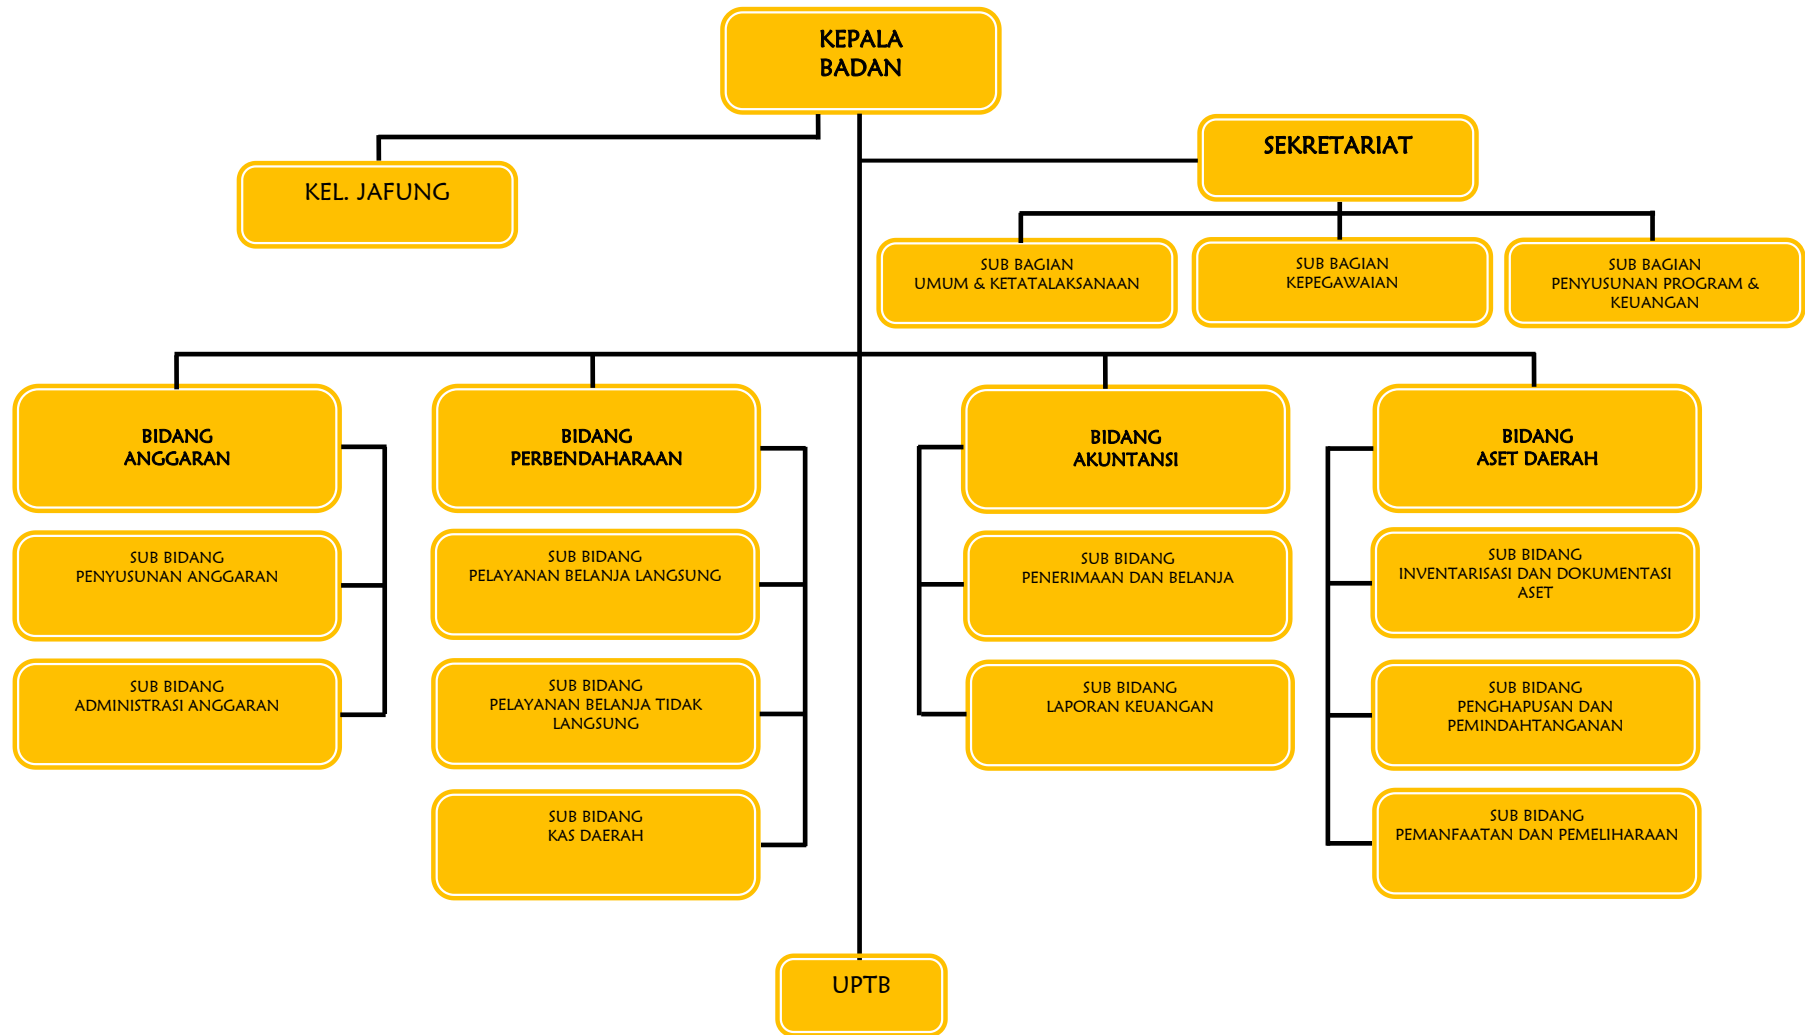 KEPALA
BADAN
SEKRETARIAT
KEL. JAFUNG
SUB BAGIAN
UMUM & KETATALAKSANAAN
SUB BAGIAN
KEPEGAWAIAN
SUB BAGIAN
PENYUSUNAN PROGRAM &
KEUANGAN
BIDANG
ANGGARAN
BIDANG
PERBENDAHARAAN
BIDANG
AKUNTANSI
BIDANG
ASET DAERAH
SUB BIDANG
PENYUSUNAN ANGGARAN
SUB BIDANG
PELAYANAN BELANJA LANGSUNG
SUB BIDANG
PENERIMAAN DAN BELANJA
SUB BIDANG
INVENTARISASI DAN DOKUMENTASI
ASET
SUB BIDANG
ADMINISTRASI ANGGARAN
SUB BIDANG
PELAYANAN BELANJA TIDAK
LANGSUNG
SUB BIDANG
LAPORAN KEUANGAN
SUB BIDANG
PENGHAPUSAN DAN
PEMINDAHTANGANAN
SUB BIDANG
KAS DAERAH
SUB BIDANG
PEMANFAATAN DAN PEMELIHARAAN
UPTB